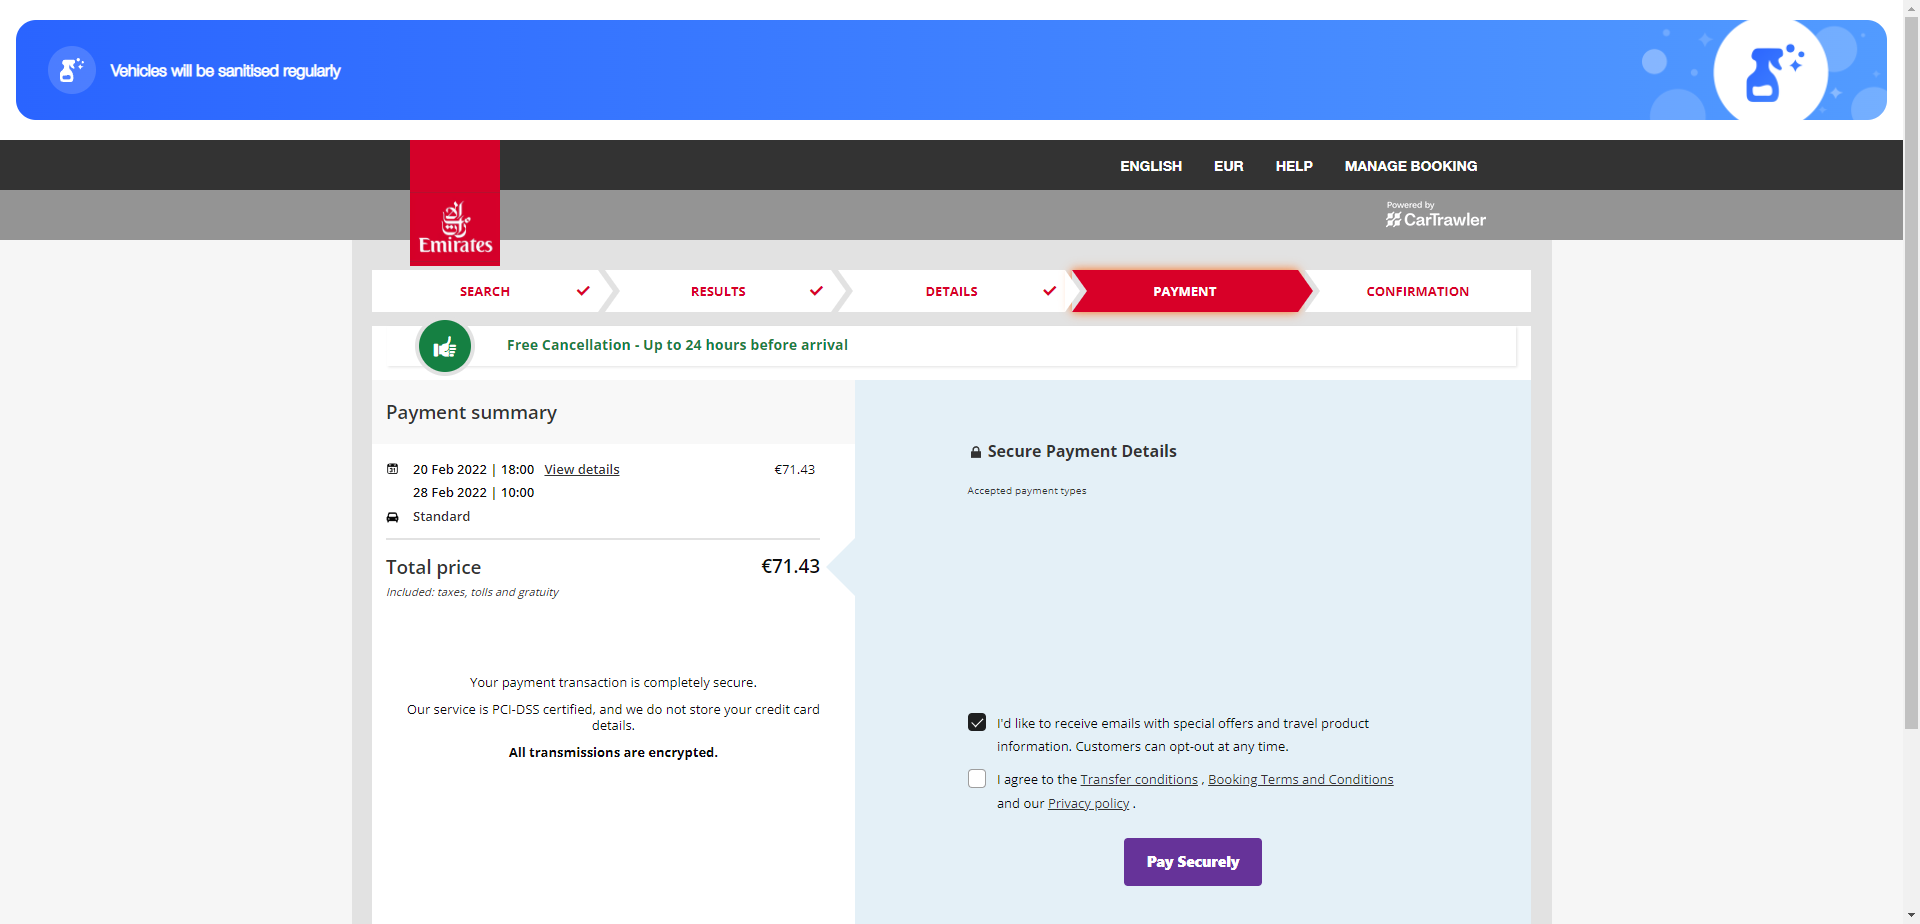 Vehicles will be sanitised regularly
ENGLISH EUR HELP MANAGE BOOKING
Powered by
CarTrawler
Emirates
SEARCH RESULTS DETAILS PAYMENT CONFIRMATION
Free Cancellation - Up to 24 hours before arrival
Payment summary
20 Feb 2022 | 18:00 View details €71.43
28 Feb 2022 | 10:00
Standard
Total price €71.43
Included: taxes, tolls and gratuity
Your payment transaction is completely secure.
Our service is PCI-DSS certified, and we do not store your credit card
details.
All transmissions are encrypted.
Secure Payment Details
Accepted payment types
I'd like to receive emails with special offers and travel product
information. Customers can opt-out at any time.
I agree to the Transfer conditions , Booking Terms and Conditions
and our Privacy policy .
Pay Securely